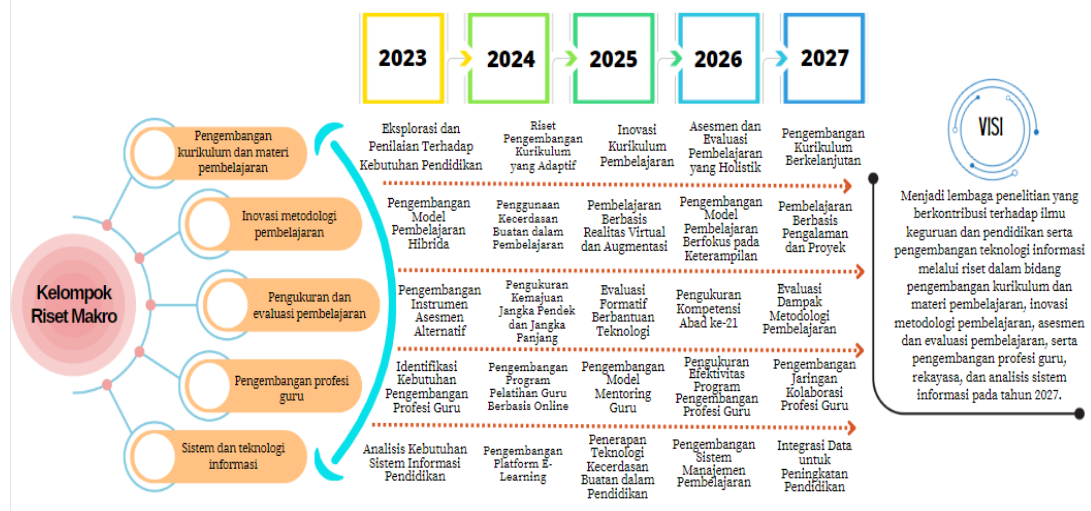 2023
2024
2025
2026
2027
Kelompok
Riset Makro
Pengembangan
kurikulum dan materi
pembelajaran
Eksplorasi dan
Penilaian Terhadap
Kebutuhan Pendidikan
Riset
Pengembangan
Kurikulum
yang Adaptif
Inovasi
Kurikulum
Pembelajaran
Asesmen dan
Evaluasi
Pembelajaran
yang Holistik
Pengembangan
Kurikulum
Berkelanjutan
Inovasi metodologi
pembelajaran
Pengembangan
Model
Pembelajaran
Hibrida
Penggunaan
Kecerdasan
Buatan dalam
Pembelajaran
Pembelajaran
Berbasis
Realitas Virtual
dan Augmentasi
Pengembangan
Model
Pembelajaran
Berfokus pada
Keterampilan
Pembelajaran
Berbasis
Pengalaman
dan Proyek
Pengukuran dan
evaluasi pembelajaran
Pengembangan
Instrumen
Asesmen
Alternatif
Pengukuran
Kemajuan
Jangka Pendek
dan Jangka
Panjang
Evaluasi
Formatif
Berbantuan
Teknologi
Pengukuran
Kompetensi
Abad ke-21
Evaluasi
Dampak
Metodologi
Pembelajaran
Pengembangan profesi
guru
Identifikasi
Kebutuhan
Pengembangan
Profesi Guru
Pengembangan
Program
Pelatihan Guru
Berbasis Online
Pengembangan
Model
Mentoring
Guru
Pengukuran
Efektivitas
Program
Pengembangan
Profesi Guru
Pengembangan
Jaringan
Kolaborasi
Profesi Guru
Sistem dan teknologi
informasi
Analisis Kebutuhan
Sistem Informasi
Pendidikan
Pengembangan
Platform E-
Learning
Penerapan
Teknologi
Kecerdasan
Buatan dalam
Pendidikan
Pengembangan
Sistem
Manajemen
Pembelajaran
Integrasi Data
untuk
Peningkatan
Pendidikan
VISI
Menjadi lembaga penelitian yang
berkontribusi terhadap ilmu
keguruan dan pendidikan serta
pengembangan teknologi informasi
melalui riset dalam bidang
pengembangan kurikulum dan
materi pembelajaran, inovasi
metodologi pembelajaran, asesmen
dan evaluasi pembelajaran, serta
pengembangan profesi guru,
rekayasa, dan analisis sistem
informasi pada tahun 2027.